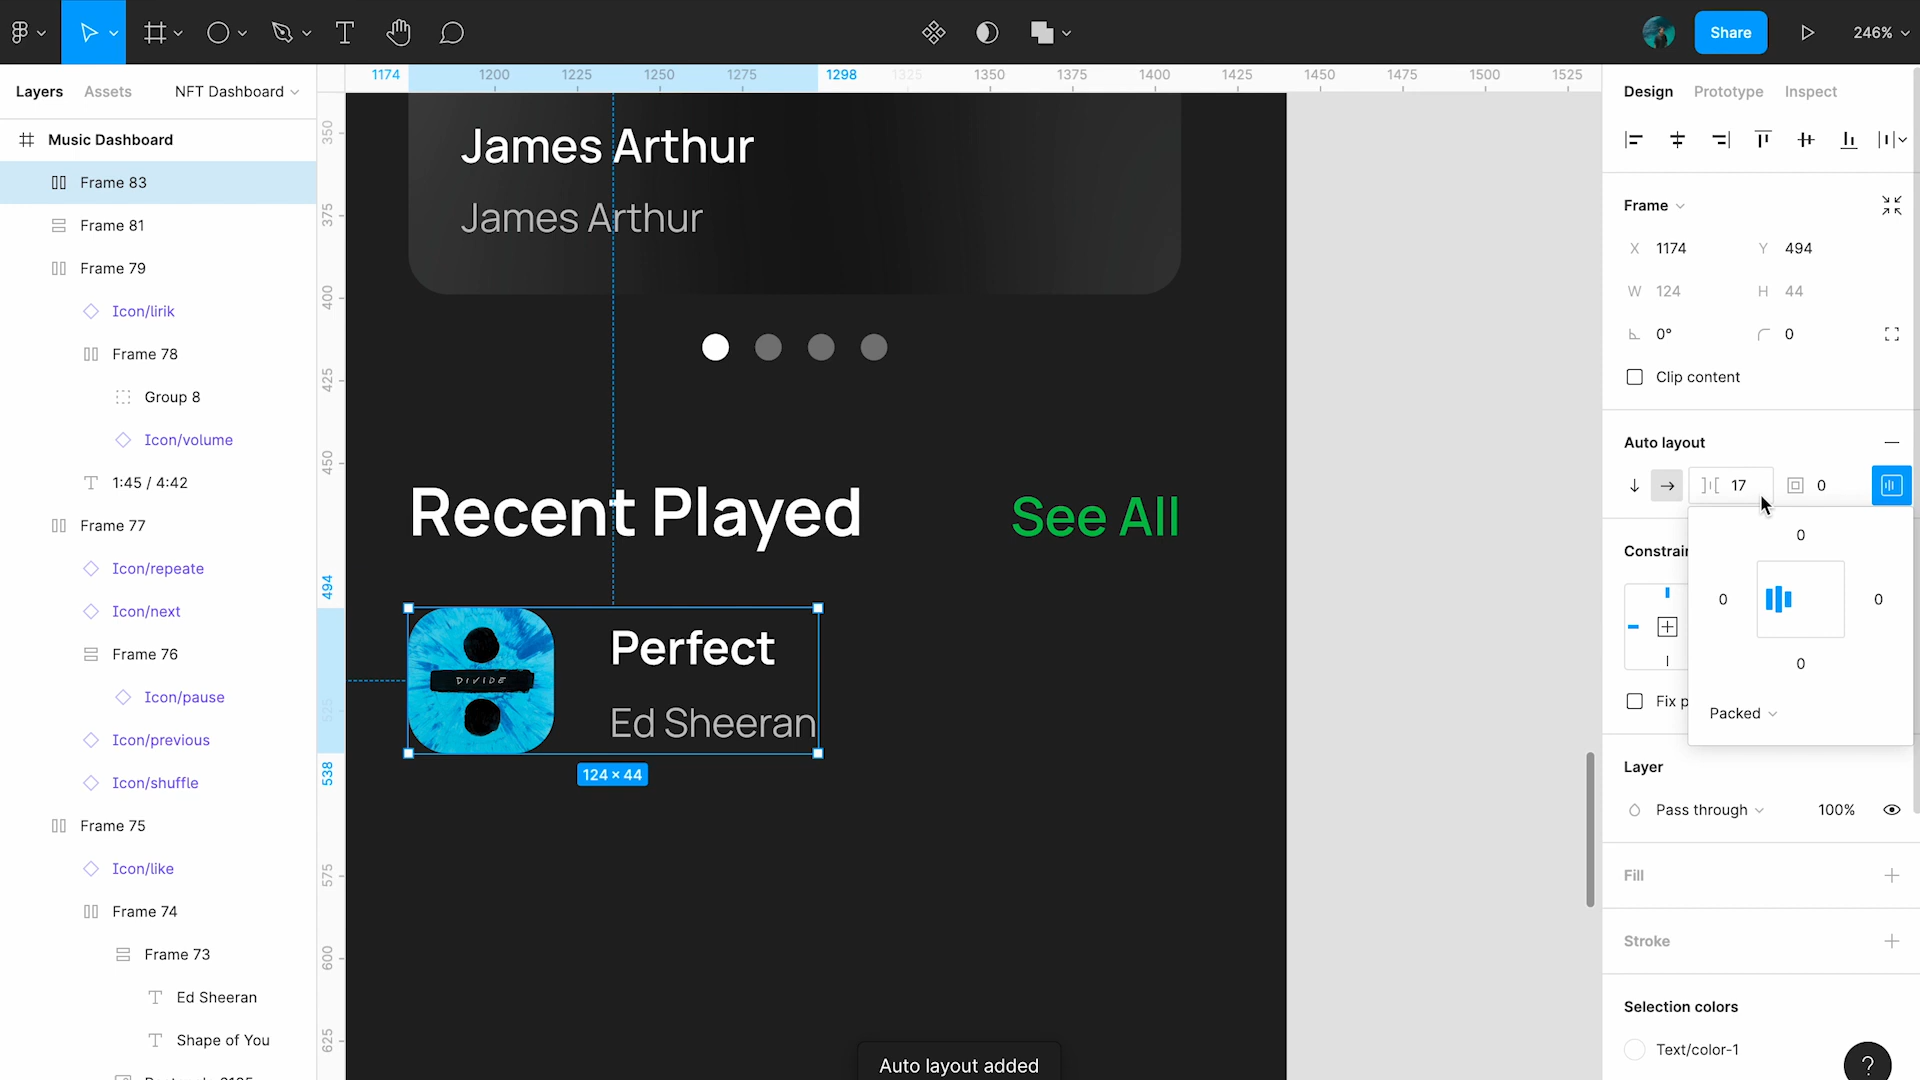 Share
246%
Layers
Assets
NFT Dashboard
Music Dashboard
Frame 83
Frame 81
Frame 79
Icon/lirik
Frame 78
Group 8
Icon/volume
1:45 / 4:42
Frame 77
Icon/repeate
Icon/next
Frame 76
Icon/pause
Icon/previous
Icon/shuffle
Frame 75
Icon/like
Frame 74
Frame 73
Ed Sheeran
Shape of You
1174
1200
1225
1250
1275
1298
1325
1350
1375
1400
1425
1450
1475
1500
1525
350
375
400
425
450
494
525
538
575
600
625
James Arthur
James Arthur
Recent Played
See All
DIVIDE
Perfect
Ed Sheeran
124 × 44
Auto layout added
Design
Prototype
Inspect
Frame
X 1174
Y 494
W 124
H 44
0°
0
Clip content
Auto layout
17
0
0
0
0
0
Packed
Layer
Pass through
100%
Fill
Stroke
Selection colors
Text/color-1
?